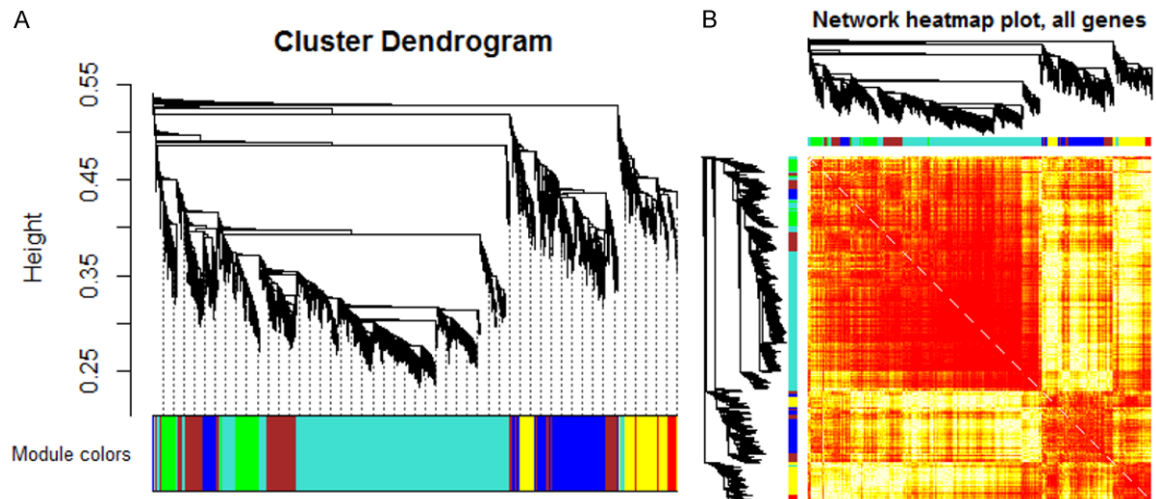 A
Cluster Dendrogram
Height
0.55
0.45
0.35
0.25
Module colors
B
Network heatmap plot, all genes